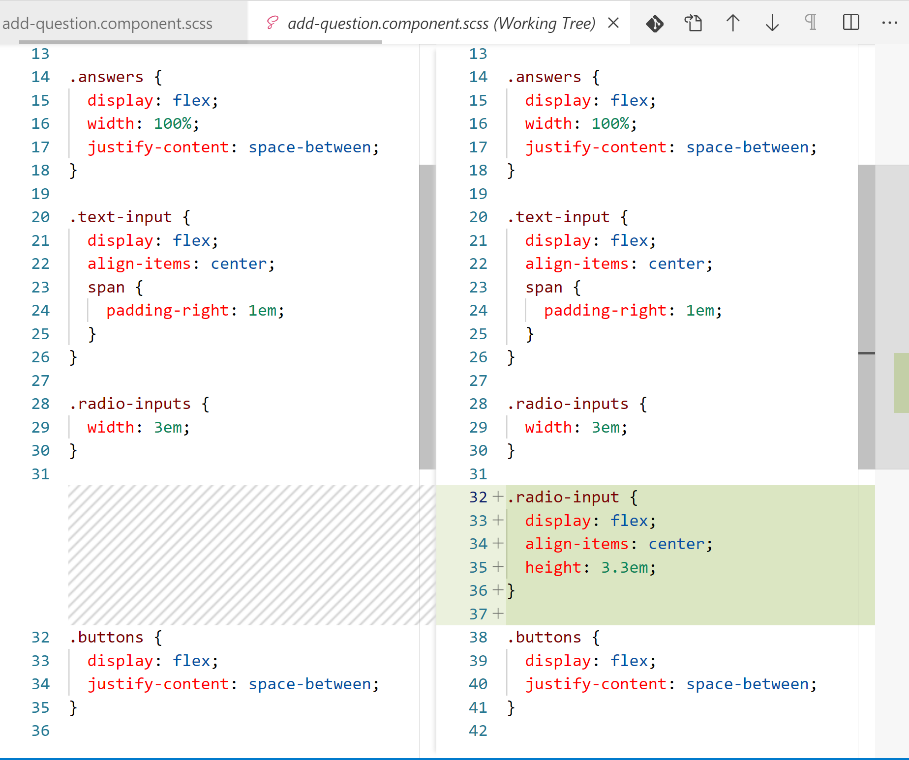 add-question.component.scss
add-question.component.scss (Working Tree)
13
14 .answers {
15 display: flex;
16 width: 100%;
17 justify-content: space-between;
18 }
19
20 .text-input {
21 display: flex;
22 align-items: center;
23 span {
24 padding-right: 1em;
25 }
26 }
27
28 .radio-inputs {
29 width: 3em;
30 }
31
32 .buttons {
33 display: flex;
34 justify-content: space-between;
35 }
36
13
14 .answers {
15 display: flex;
16 width: 100%;
17 justify-content: space-between;
18 }
19
20 .text-input {
21 display: flex;
22 align-items: center;
23 span {
24 padding-right: 1em;
25 }
26 }
27
28 .radio-inputs {
29 width: 3em;
30 }
31
32 + .radio-input {
33 + display: flex;
34 + align-items: center;
35 + height: 3.3em;
36 + }
37 +
38 .buttons {
39 display: flex;
40 justify-content: space-between;
41 }
42